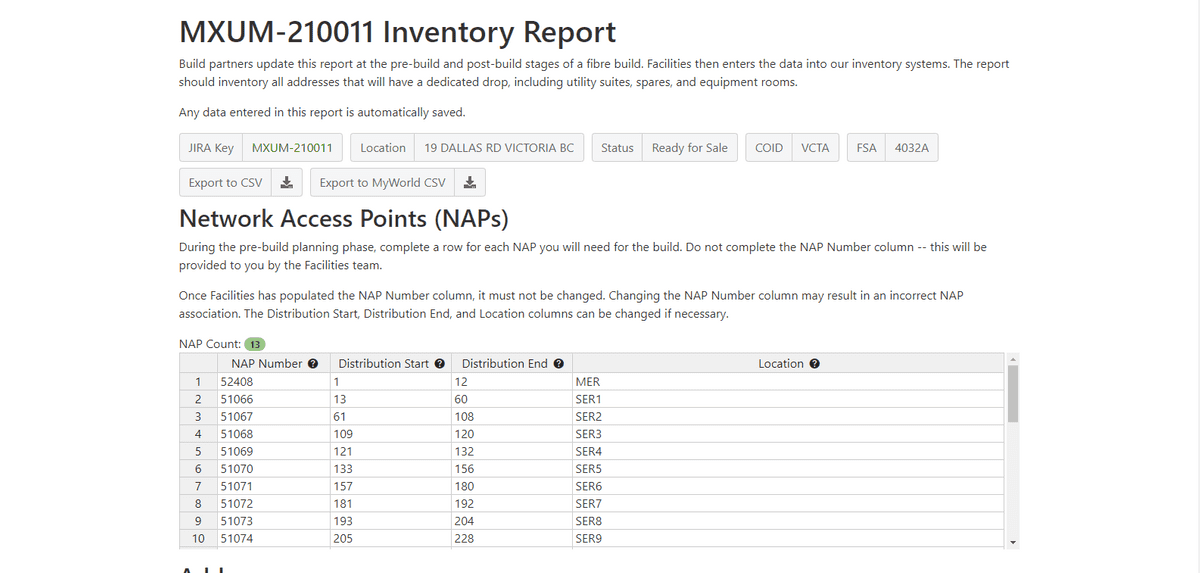 MXUM-210011 Inventory Report
Build partners update this report at the pre-build and post-build stages of a fibre build. Facilities then enters the data into our inventory systems. The report
should inventory all addresses that will have a dedicated drop, including utility suites, spares, and equipment rooms.
Any data entered in this report is automatically saved.
JIRA Key MXUM-210011 Location 19 DALLAS RD VICTORIA BC Status Ready for Sale COID VCTA FSA 4032A
Export to CSV Export to MyWorld CSV
Network Access Points (NAPs)
During the pre-build planning phase, complete a row for each NAP you will need for the build. Do not complete the NAP Number column -- this will be
provided to you by the Facilities team.
Once Facilities has populated the NAP Number column, it must not be changed. Changing the NAP Number column may result in an incorrect NAP
association. The Distribution Start, Distribution End, and Location columns can be changed if necessary.
NAP Count: 13
NAP Number ? Distribution Start ? Distribution End ? Location ?
1 52408 1 12 MER
2 51066 13 60 SER1
3 51067 61 108 SER2
4 51068 109 120 SER3
5 51069 121 132 SER4
6 51070 133 156 SER5
7 51071 157 180 SER6
8 51072 181 192 SER7
9 51073 193 204 SER8
10 51074 205 228 SER9